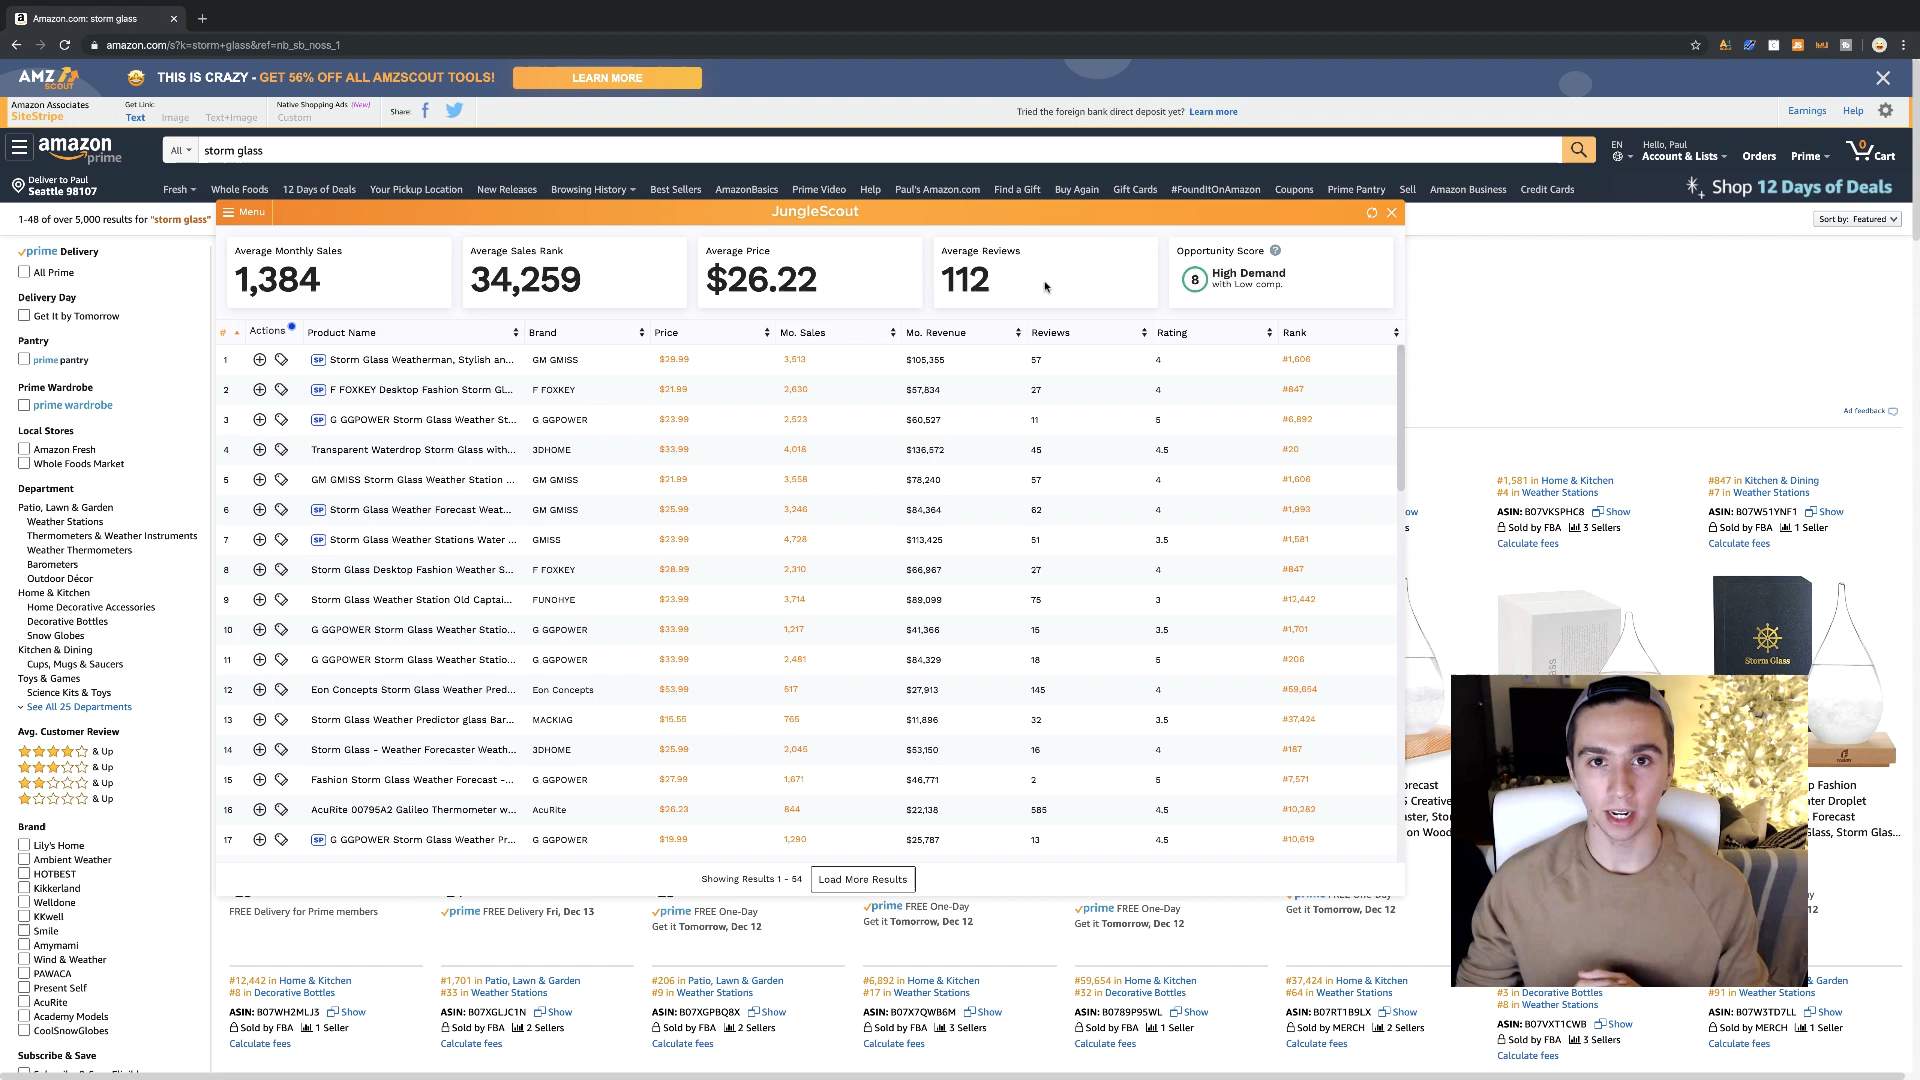 Amazon.com: storm glass
amazon.com/s?k=storm+glass&ref=nb_sb_noss_1
AMZ SCOUT
THIS IS CRAZY - GET 56% OFF ALL AMZSCOUT TOOLS!
LEARN MORE
Amazon Associates
SiteStripe
Get Link:
Text Image Text+Image
Native Shopping Ads (New)
Custom
Share:
Tried the foreign bank direct deposit yet? Learn more
Earnings Help
amazon prime
All
storm glass
EN
Hello, Paul
Account & Lists
Orders
Prime
0
Cart
Deliver to Paul
Seattle 98107
Fresh Whole Foods 12 Days of Deals Your Pickup Location New Releases Browsing History Best Sellers AmazonBasics Prime Video Help Paul's Amazon.com Find a Gift Buy Again Gift Cards #FoundItOnAmazon Coupons Prime Pantry Sell Amazon Business Credit Cards
Shop 12 Days of Deals
1-48 of over 5,000 results for "storm glass"
Sort by: Featured
Menu
JungleScout
Average Monthly Sales
1,384
Average Sales Rank
34,259
Average Price
$26.22
Average Reviews
112
Opportunity Score ?
8
High Demand
with Low comp.
# Actions Product Name Brand Price Mo. Sales Mo. Revenue Reviews Rating Rank
1 SP Storm Glass Weatherman, Stylish an... GM GMISS $29.99 3,513 $105,355 57 4 #1,606
2 SP F FOXKEY Desktop Fashion Storm Gl... F FOXKEY $21.99 2,630 $57,834 27 4 #847
3 SP G GGPOWER Storm Glass Weather St... G GGPOWER $23.99 2,523 $60,527 11 5 #6,892
4 Transparent Waterdrop Storm Glass with... 3DHOME $33.99 4,018 $136,572 45 4.5 #20
5 GM GMISS Storm Glass Weather Station ... GM GMISS $21.99 3,558 $78,240 57 4 #1,606
6 SP Storm Glass Weather Forecast Weat... GM GMISS $25.99 3,246 $84,364 62 4 #1,993
7 SP Storm Glass Weather Stations Water ... GMISS $23.99 4,728 $113,425 51 3.5 #1,581
8 Storm Glass Desktop Fashion Weather S... F FOXKEY $28.99 2,310 $66,967 27 4 #847
9 Storm Glass Weather Station Old Captai... FUNOHYE $23.99 3,714 $89,099 75 3 #12,442
10 G GGPOWER Storm Glass Weather Statio... G GGPOWER $33.99 1,217 $41,366 15 3.5 #1,701
11 G GGPOWER Storm Glass Weather Statio... G GGPOWER $33.99 2,481 $84,329 18 5 #206
12 Eon Concepts Storm Glass Weather Pred... Eon Concepts $53.99 517 $27,913 145 4 #59,654
13 Storm Glass Weather Predictor glass Bar... MACKIAG $15.55 765 $11,896 32 3.5 #37,424
14 Storm Glass - Weather Forecaster Weath... 3DHOME $25.99 2,045 $53,150 16 4 #187
15 Fashion Storm Glass Weather Forecast -... G GGPOWER $27.99 1,671 $46,771 2 5 #7,571
16 AcuRite 00795A2 Galileo Thermometer w... AcuRite $26.23 844 $22,138 585 4.5 #10,282
17 SP G GGPOWER Storm Glass Weather Pr... G GGPOWER $19.99 1,290 $25,787 13 4.5 #10,619
Showing Results 1 - 54
Load More Results
prime Delivery
All Prime
Delivery Day
Get It by Tomorrow
Pantry
prime pantry
Prime Wardrobe
prime wardrobe
Local Stores
Amazon Fresh
Whole Foods Market
Department
Patio, Lawn & Garden
Weather Stations
Thermometers & Weather Instruments
Weather Thermometers
Barometers
Outdoor Décor
Home & Kitchen
Home Decorative Accessories
Decorative Bottles
Snow Globes
Kitchen & Dining
Cups, Mugs & Saucers
Toys & Games
Science Kits & Toys
See All 25 Departments
Avg. Customer Review
& Up
& Up
& Up
& Up
Brand
Lily's Home
Ambient Weather
HOTBEST
Kikkerland
Welldone
KKwell
Smile
Amymami
Wind & Weather
PAWACA
Present Self
AcuRite
Academy Models
CoolSnowGlobes
Subscribe & Save
Ad feedback
ow
s
#1,581 in Home & Kitchen
#4 in Weather Stations
ASIN: B07VKSPHC8 Show
Sold by FBA 3 Sellers
Calculate fees
#847 in Kitchen & Dining
#7 in Weather Stations
ASIN: B07W51YNF1 Show
Sold by FBA 1 Seller
Calculate fees
Storm Glass
recast
5 Creative
aster, Stor
on Wood
p Fashion
ter Droplet
Forecast
Glass, Storm Glas...
FREE Delivery for Prime members
prime FREE Delivery Fri, Dec 13
prime FREE One-Day
Get it Tomorrow, Dec 12
prime FREE One-Day
Get it Tomorrow, Dec 12
prime FREE One-Day
Get it Tomorrow, Dec 12
Get it Tomorrow, Dec 12
12
#12,442 in Home & Kitchen
#8 in Decorative Bottles
ASIN: B07WH2MLJ3 Show
Sold by FBA 1 Seller
Calculate fees
#1,701 in Patio, Lawn & Garden
#33 in Weather Stations
ASIN: B07XGLJC1N Show
Sold by FBA 2 Sellers
Calculate fees
#206 in Patio, Lawn & Garden
#9 in Weather Stations
ASIN: B07XGPBQ8X Show
Sold by FBA 2 Sellers
Calculate fees
#6,892 in Home & Kitchen
#17 in Weather Stations
ASIN: B07X7QWB6M Show
Sold by FBA 3 Sellers
Calculate fees
#59,654 in Home & Kitchen
#32 in Decorative Bottles
ASIN: B0789P95WL Show
Sold by FBA 1 Seller
Calculate fees
#37,424 in Home & Kitchen
#64 in Weather Stations
ASIN: B07RT1B9LX Show
Sold by MERCH 2 Sellers
Calculate fees
#3 in Decorative Bottles
#8 in Weather Stations
ASIN: B07VXT1CWB Show
Sold by FBA 3 Sellers
Calculate fees
& Garden
#91 in Weather Stations
ASIN: B07W3TD7LL Show
Sold by MERCH 1 Seller
Calculate fees